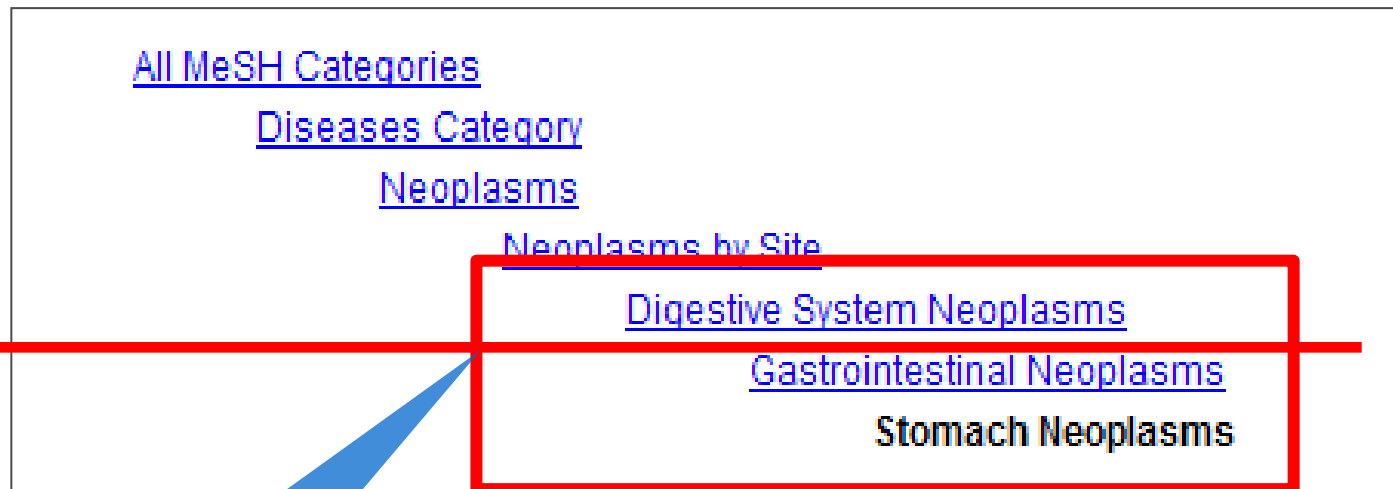 All MeSH Categories
Diseases Category
Neoplasms
Neoplasms by Site
Digestive System Neoplasms
Gastrointestinal Neoplasms
Stomach Neoplasms